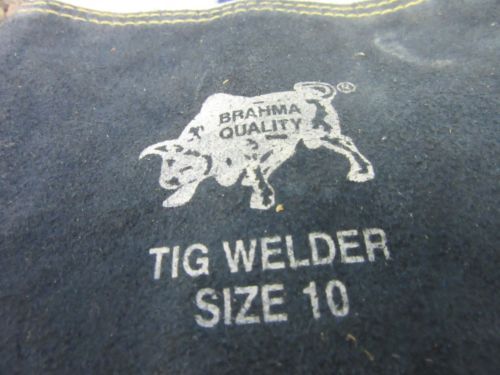 BRAHMA ®
QUALITY
TIG WELDER
SIZE 10